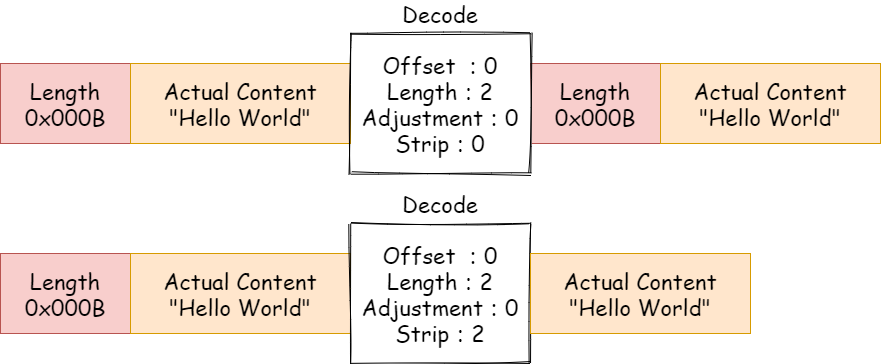 Decode
Length
0x000B
Actual Content
"Hello World"
Offset : 0
Length : 2
Adjustment : 0
Strip : 0
Length
0x000B
Actual Content
"Hello World"
Decode
Length
0x000B
Actual Content
"Hello World"
Offset : 0
Length : 2
Adjustment : 0
Strip : 2
Actual Content
"Hello World"